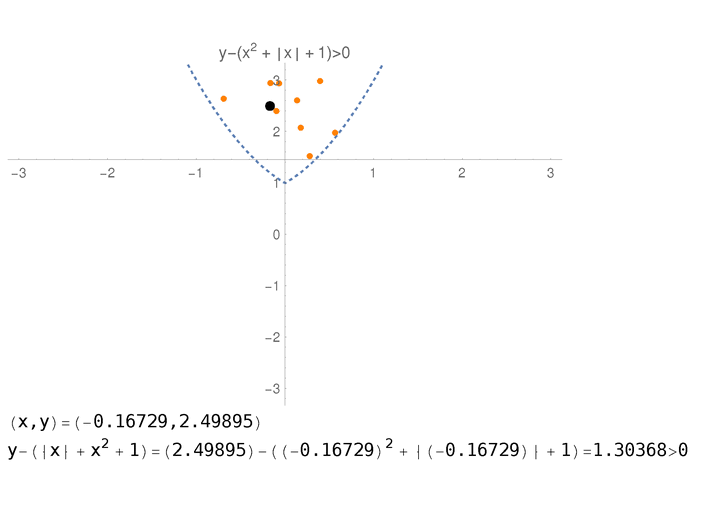 y−(x² + |x| + 1)>0
3
2
−3 −2 −1 1 2 3
1
0
−1
−2
−3
(x,y)=(−0.16729,2.49895)
y−(|x| + x² + 1)=(2.49895)−((−0.16729)² + |(−0.16729)| + 1)=1.30368>0